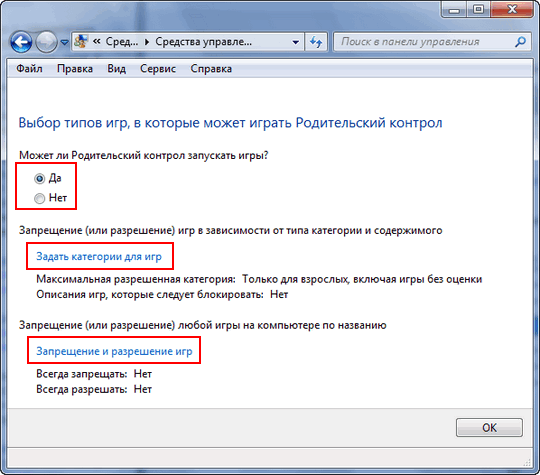 « Сред... ▸ Средства управле...
Поиск в панели управления
Файл Правка Вид Сервис Справка
Выбор типов игр, в которые может играть Родительский контрол
Может ли Родительский контрол запускать игры?
Да
Нет
Запрещение (или разрешение) игр в зависимости от типа категории и содержимого
Задать категории для игр
Максимальная разрешенная категория: Только для взрослых, включая игры без оценки
Описания игр, которые следует блокировать: Нет
Запрещение (или разрешение) любой игры на компьютере по названию
Запрещение и разрешение игр
Всегда запрещать: Нет
Всегда разрешать: Нет
OK